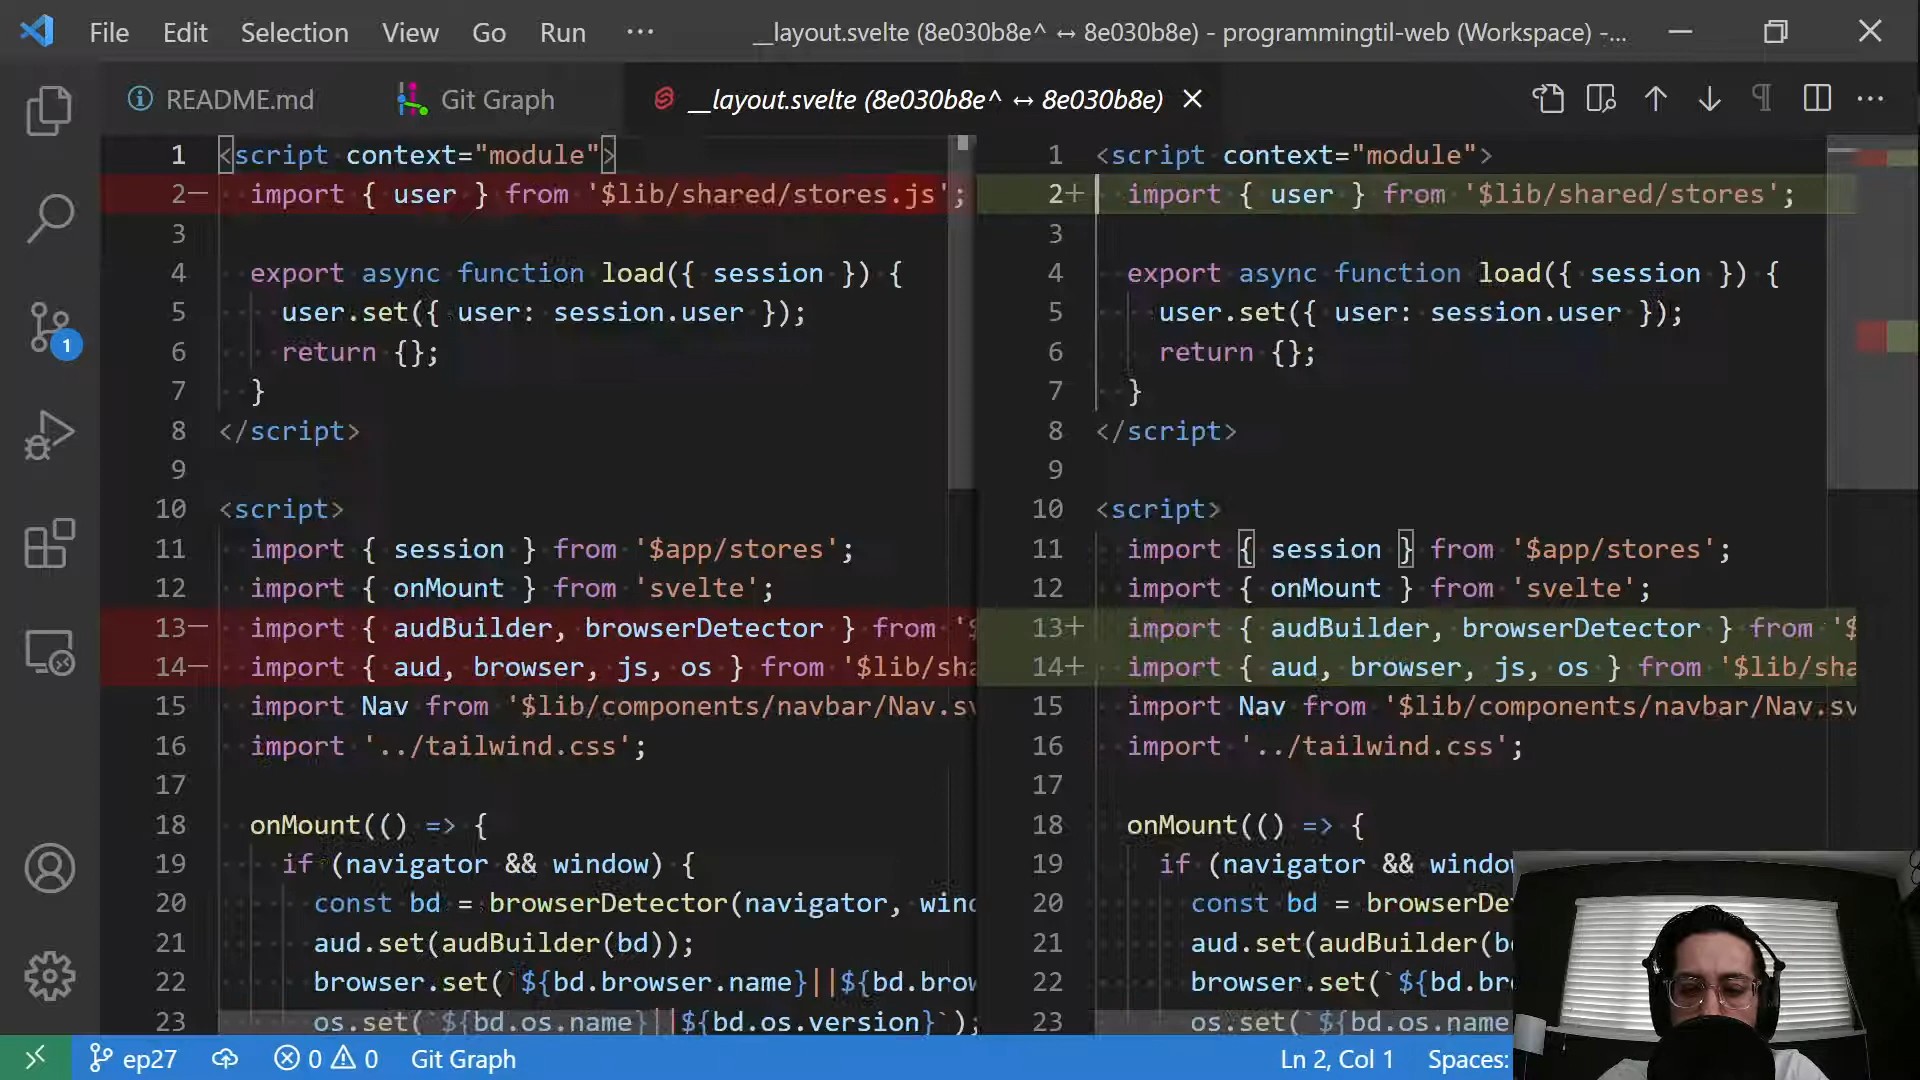 File Edit Selection View Go Run ··· __layout.svelte (8e030b8e^ ↔ 8e030b8e) - programmingtil-web (Workspace) -...
README.md Git Graph __layout.svelte (8e030b8e^ ↔ 8e030b8e)
1 <script context="module">
2− import { user } from '$lib/shared/stores.js';
3
4 export async function load({ session }) {
5 user.set({ user: session.user });
6 return {};
7 }
8 </script>
9
10 <script>
11 import { session } from '$app/stores';
12 import { onMount } from 'svelte';
13− import { audBuilder, browserDetector } from '$
14− import { aud, browser, js, os } from '$lib/sha
15 import Nav from '$lib/components/navbar/Nav.sv
16 import '../tailwind.css';
17
18 onMount(() => {
19 if (navigator && window) {
20 const bd = browserDetector(navigator, wind
21 aud.set(audBuilder(bd));
22 browser.set(`${bd.browser.name}||${bd.brow
23 os.set(`${bd.os.name}||${bd.os.version}`);
1 <script context="module">
2+ import { user } from '$lib/shared/stores';
3
4 export async function load({ session }) {
5 user.set({ user: session.user });
6 return {};
7 }
8 </script>
9
10 <script>
11 import { session } from '$app/stores';
12 import { onMount } from 'svelte';
13+ import { audBuilder, browserDetector } from '$
14+ import { aud, browser, js, os } from '$lib/sha
15 import Nav from '$lib/components/navbar/Nav.sv
16 import '../tailwind.css';
17
18 onMount(() => {
19 if (navigator && window
20 const bd = browserDe
21 aud.set(audBuilder(b
22 browser.set(`${bd.br
23 os.set(`${bd.os.name
1
ep27 0 0 Git Graph Ln 2, Col 1 Spaces: